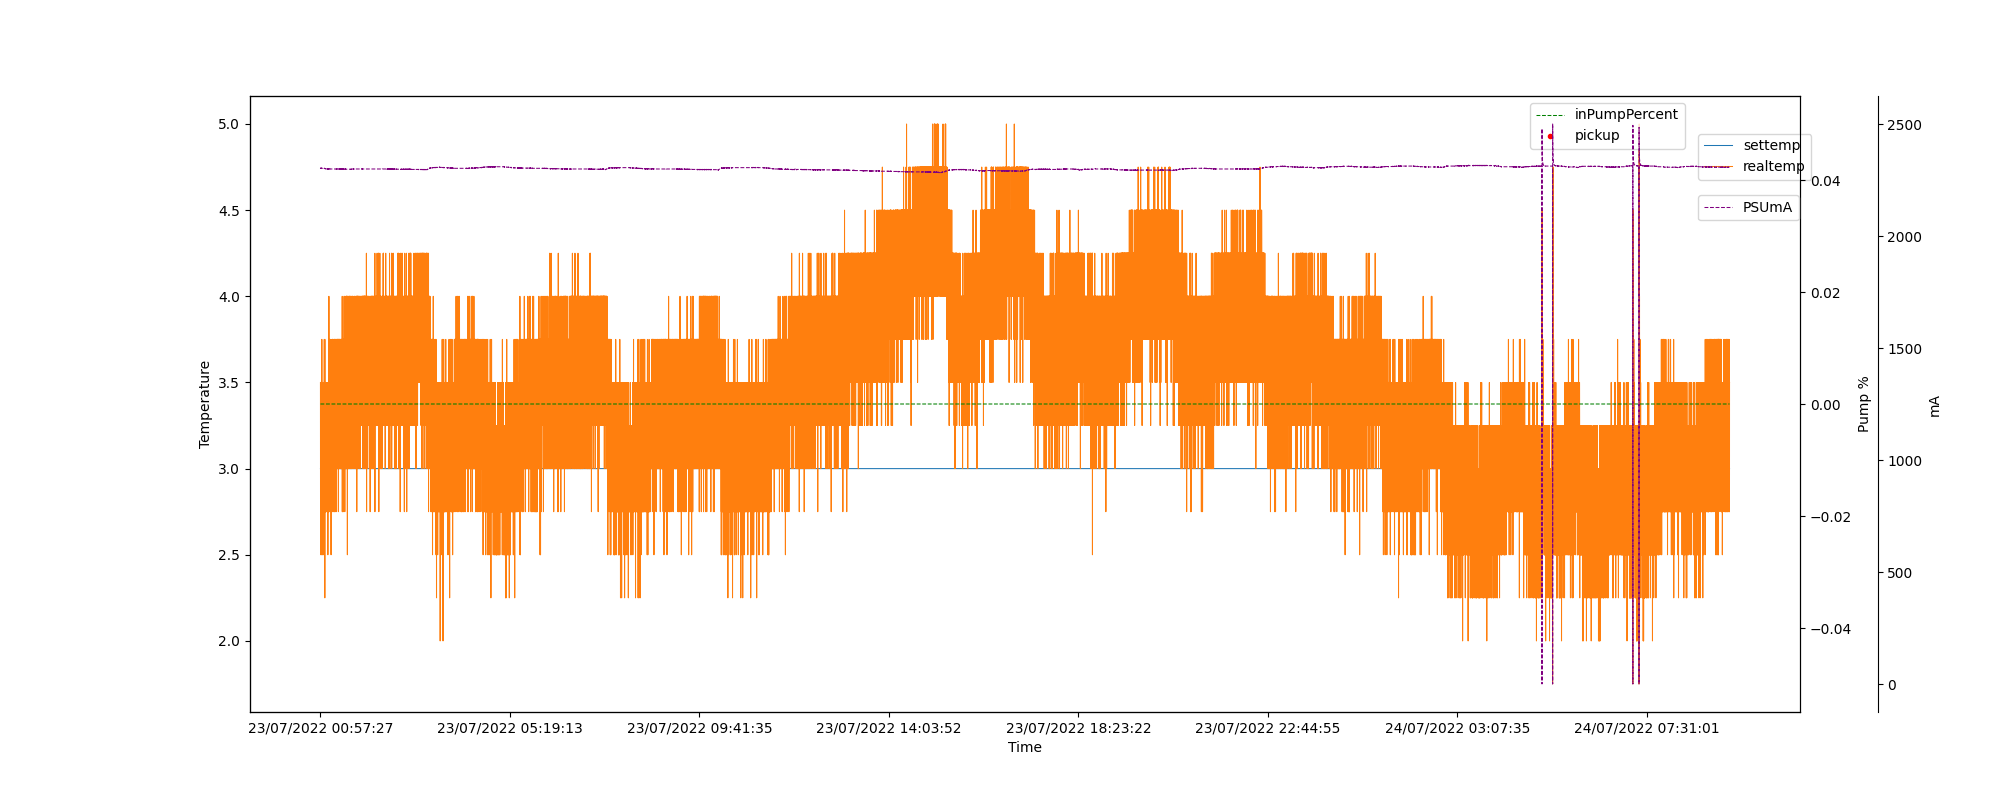 inPumpPercent
pickup
settemp
realtemp
PSUmA
5.0
4.5
4.0
3.5
3.0
2.5
2.0
Temperature
0.04
0.02
0.00
−0.02
−0.04
Pump %
2500
2000
1500
1000
500
0
mA
23/07/2022 00:57:27
23/07/2022 05:19:13
23/07/2022 09:41:35
23/07/2022 14:03:52
23/07/2022 18:23:22
23/07/2022 22:44:55
24/07/2022 03:07:35
24/07/2022 07:31:01
Time